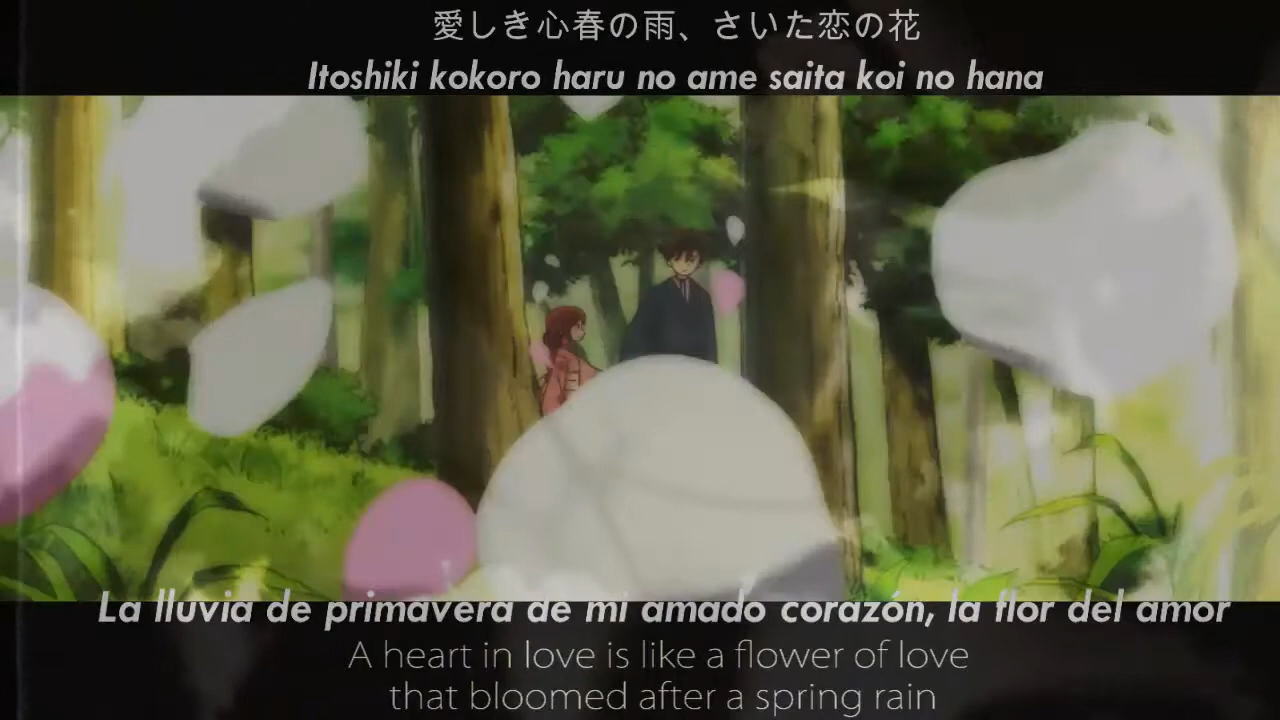 愛しき心春の雨、さいた恋の花
Itoshiki kokoro haru no ame saita koi no hana
La lluvia de primavera de mi amado corazón, la flor del amor
A heart in love is like a flower of love
that bloomed after a spring rain